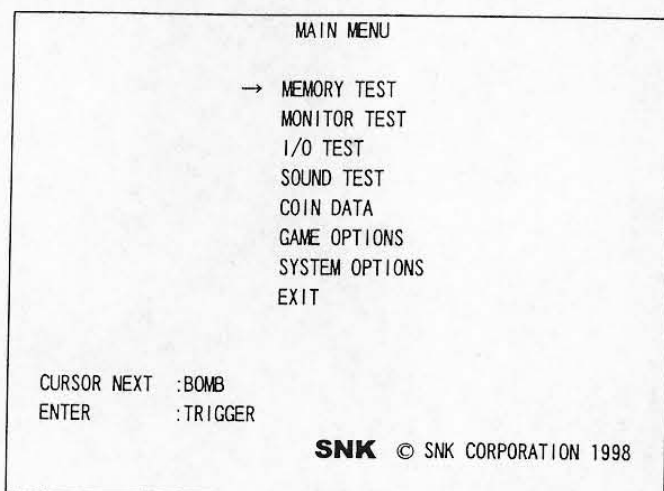 MAIN MENU
→ MEMORY TEST
MONITOR TEST
I/O TEST
SOUND TEST
COIN DATA
GAME OPTIONS
SYSTEM OPTIONS
EXIT
CURSOR NEXT :BOMB
ENTER :TRIGGER
SNK © SNK CORPORATION 1998